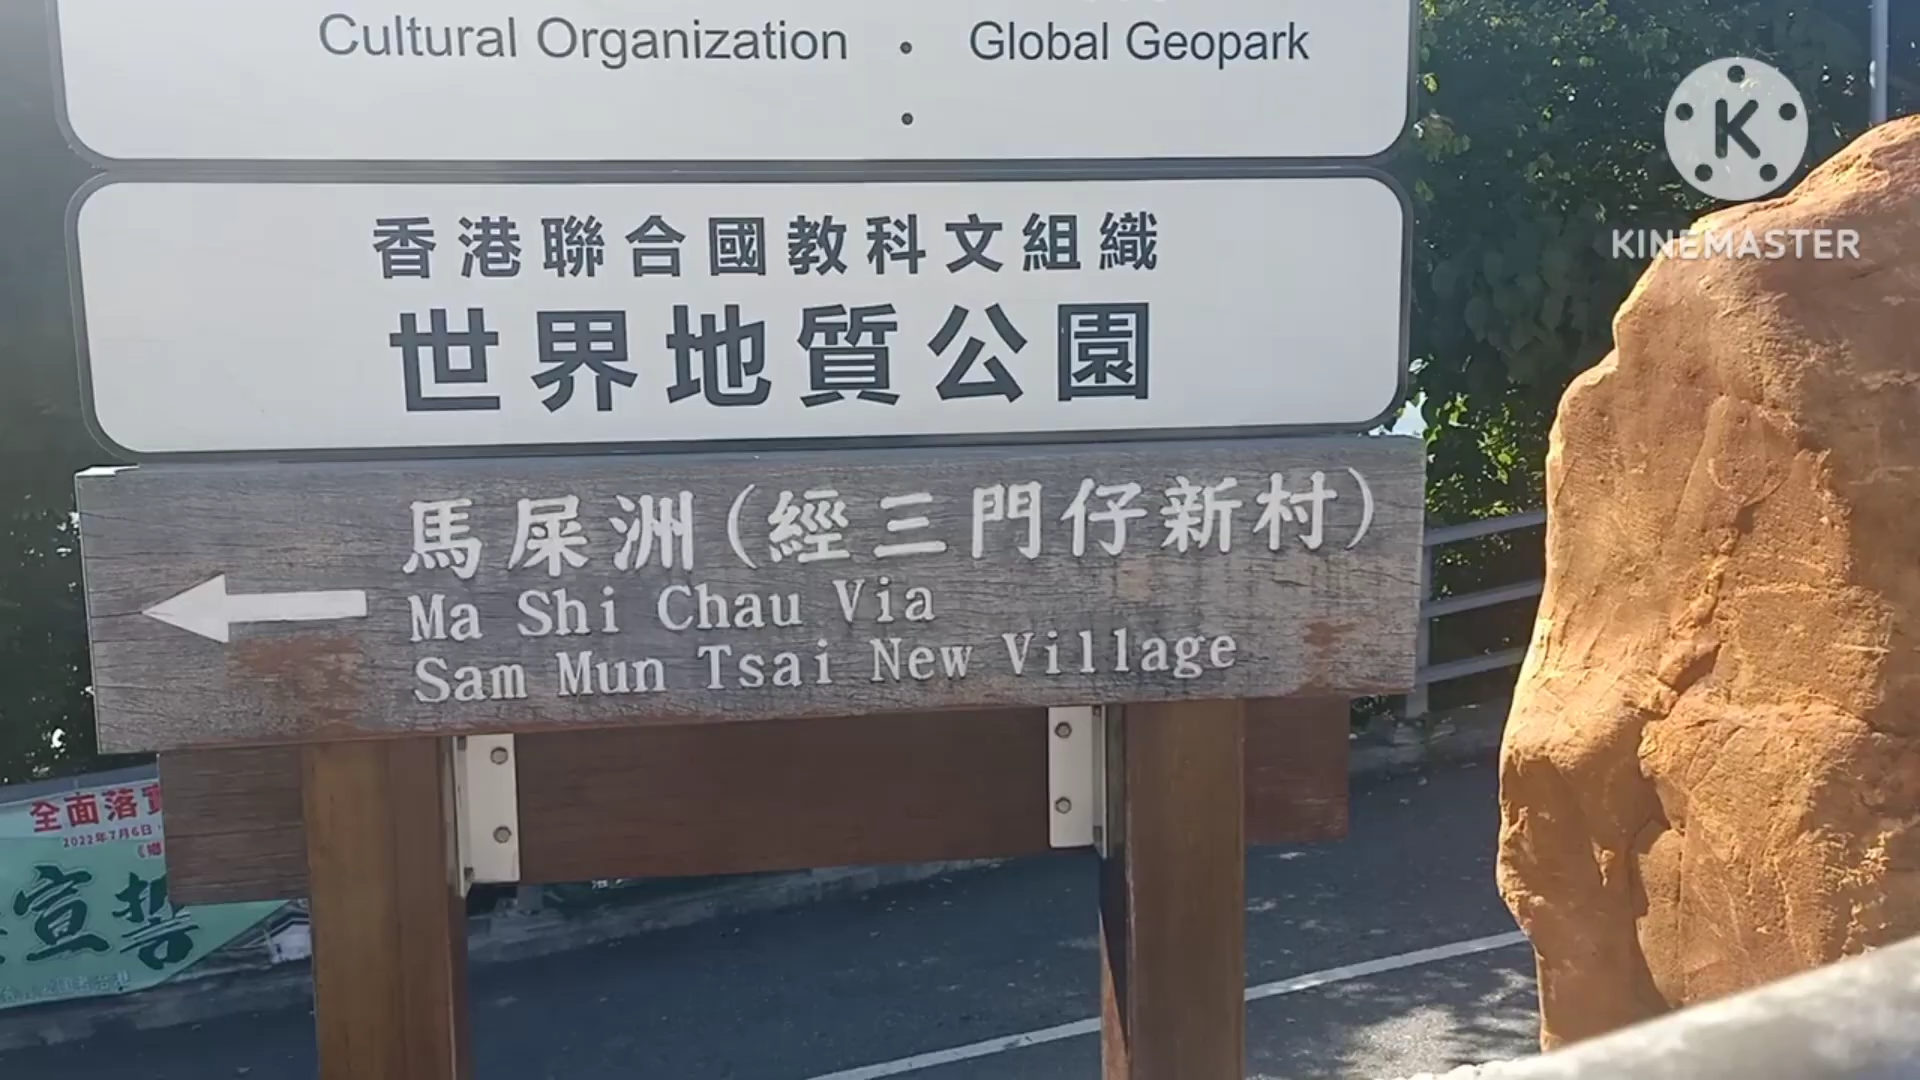 Cultural Organization • Global Geopark
K
KINEMASTER
香港聯合國教科文組織
世界地質公園
馬屎洲(經三門仔新村)
Ma Shi Chau Via
Sam Mun Tsai New Village
全面落實
2022年7月6日
宣誓